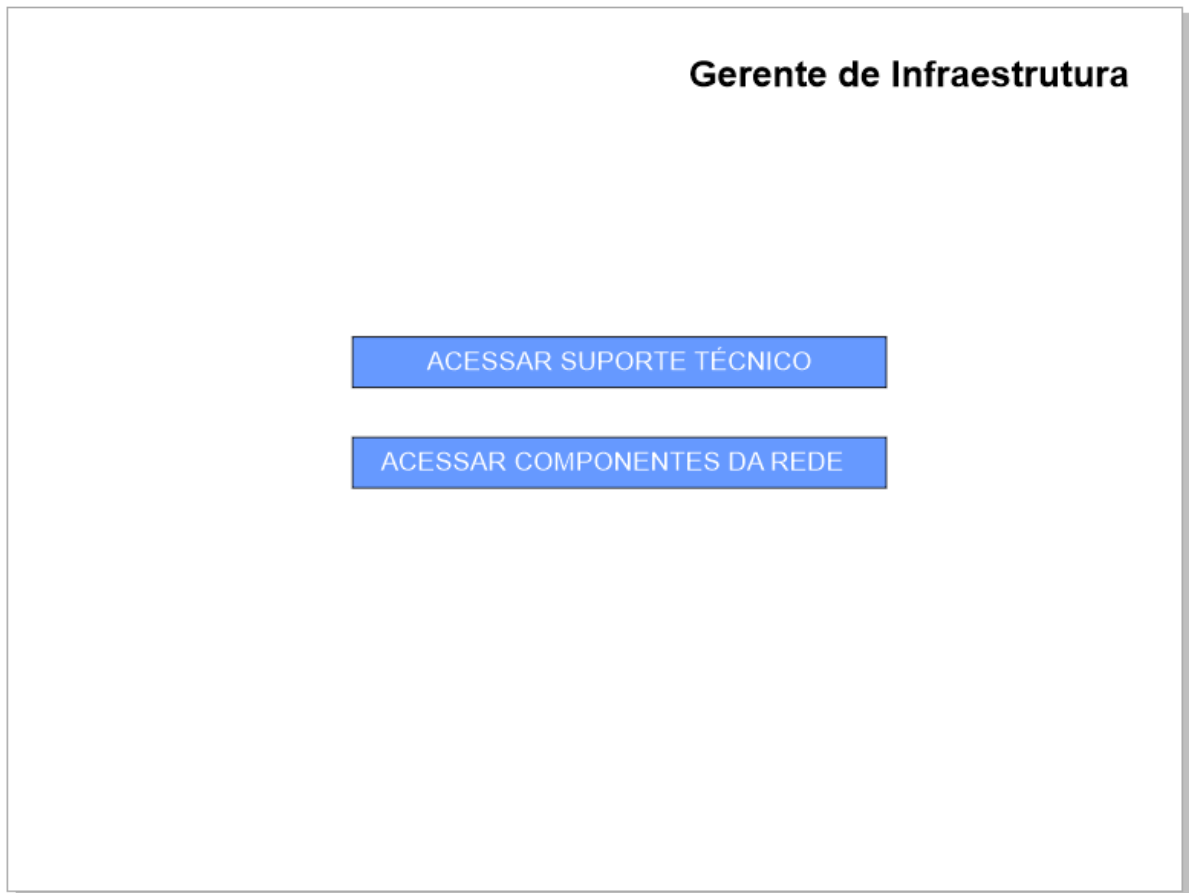 Gerente de Infraestrutura
ACESSAR SUPORTE TÉCNICO
ACESSAR COMPONENTES DA REDE